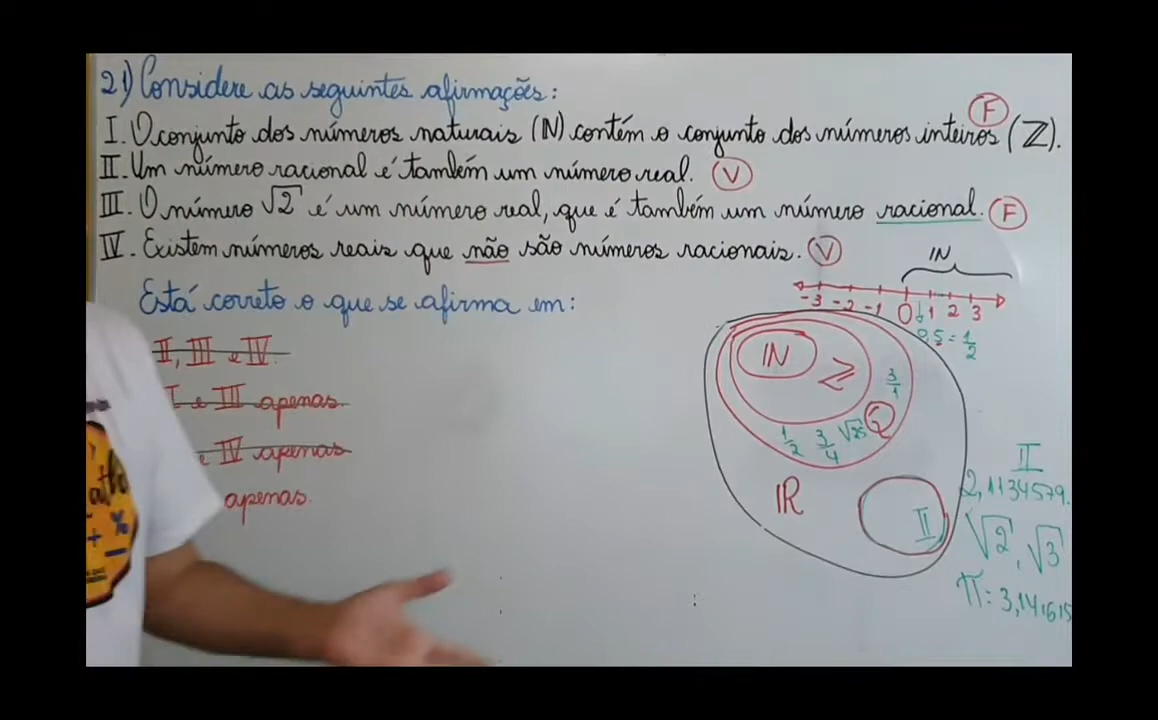 21) Considere as seguintes afirmações:
F
I. O conjunto dos números naturais (IN) contém o conjunto dos números inteiros (Z).
II. Um número racional é também um número real. V
III. O número √2 é um número real, que é também um número racional. F
IV. Existem números reais que não são números racionais. V
IN
Está correto o que se afirma em:
-3 -2 -1 0 1 2 3
0,5 = 1/2
II, III e IV.
I e III apenas.
e IV apenas
apenas.
IN Z
3/1
1/2 3/4 √25 Q
IR
II
II
2,1134579.
√2, √3
π: 3,141615
+ % -